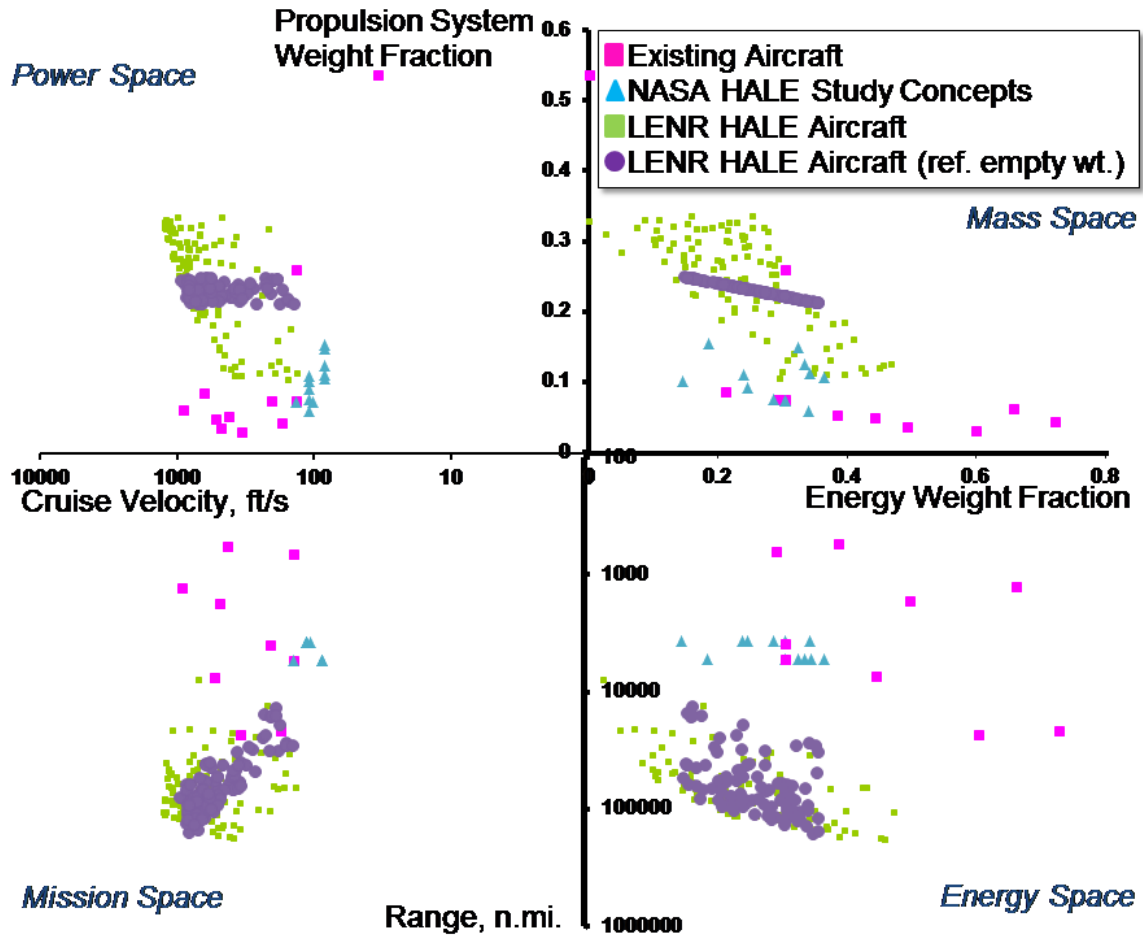 Propulsion System
Weight Fraction
Power Space
0.6
0.5
0.4
0.3
0.2
0.1
0
Existing Aircraft
NASA HALE Study Concepts
LENR HALE Aircraft
LENR HALE Aircraft (ref. empty wt.)
Mass Space
10000 1000 100 10
Cruise Velocity, ft/s
0 0.2 0.4 0.6 0.8
Energy Weight Fraction
100
1000
10000
100000
1000000
Mission Space
Range, n.mi.
Energy Space